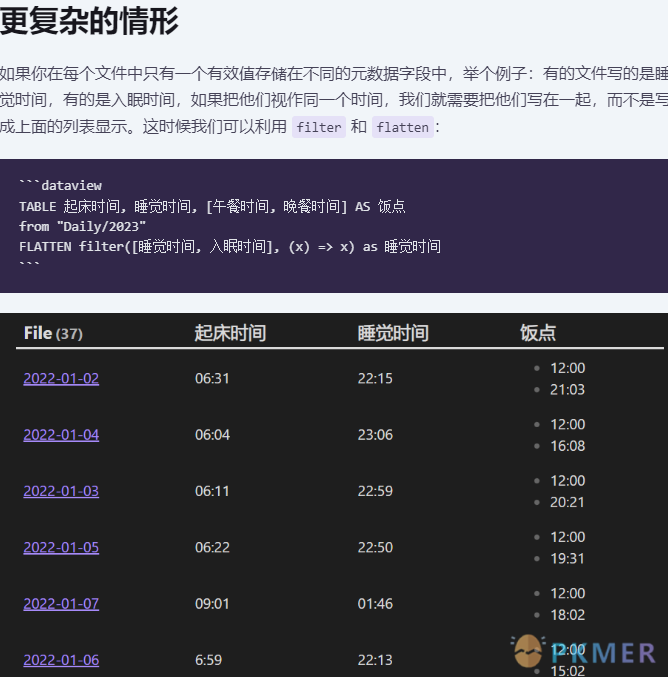 更复杂的情形
如果你在每个文件中只有一个有效值存储在不同的元数据字段中，举个例子：有的文件写的是睡
觉时间，有的是入眠时间，如果把他们视作同一个时间，我们就需要把他们写在一起，而不是写
成上面的列表显示。这时候我们可以利用 filter 和 flatten：
```dataview
TABLE 起床时间, 睡觉时间, [午餐时间, 晚餐时间] AS 饭点
from "Daily/2023"
FLATTEN filter([睡觉时间, 入眠时间], (x) => x) as 睡觉时间
```
File (37) 起床时间 睡觉时间 饭点
2022-01-02 06:31 22:15 • 12:00
• 21:03
2022-01-04 06:04 23:06 • 12:00
• 16:08
2022-01-03 06:11 22:59 • 12:00
• 20:21
2022-01-05 06:22 22:50 • 12:00
• 19:31
2022-01-07 09:01 01:46 • 12:00
• 18:02
2022-01-06 6:59 22:13 • 12:00
• 15:02
PKMER